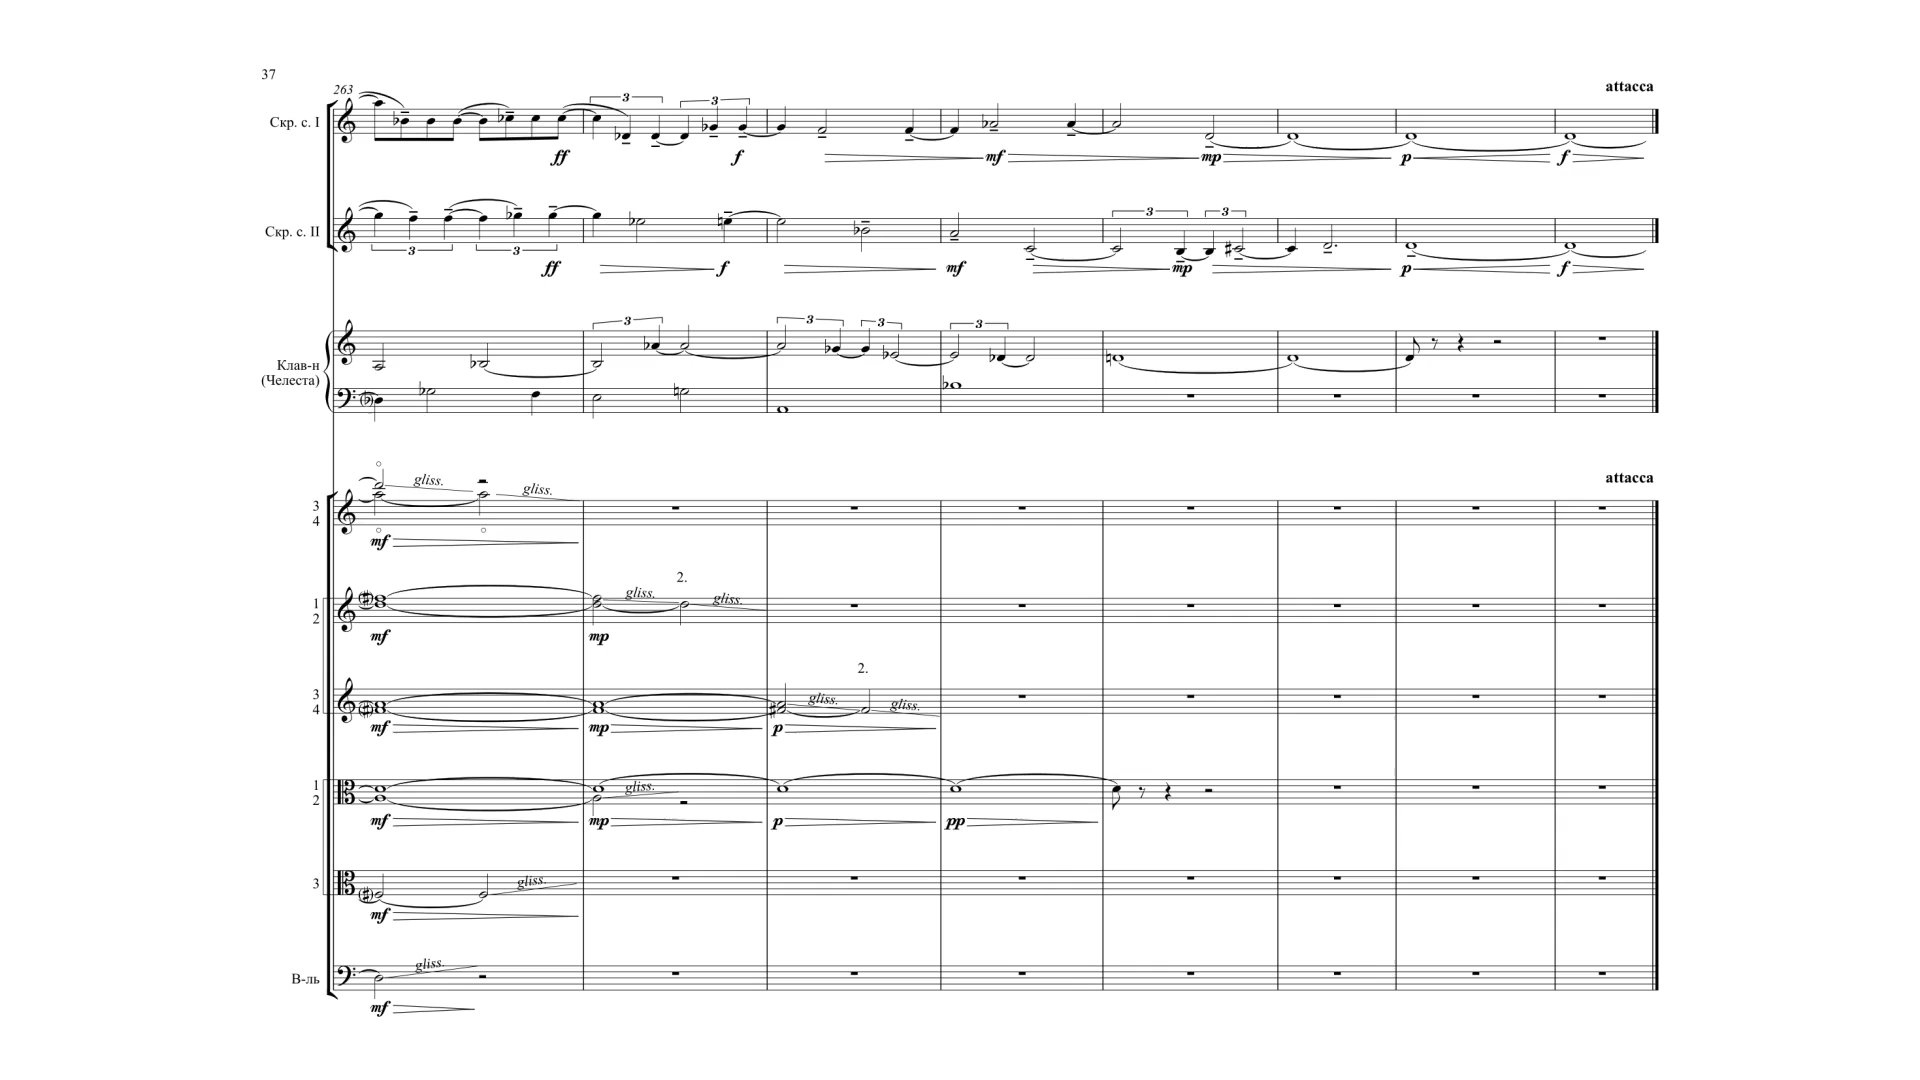 37
263
attacca
Скр. с. I
3
3
ff
f
mf
mp
p
f
Скр. с. II
3
3
3
3
ff
f
mf
mp
p
f
Клав-н
(Челеста)
3
3
3
3
attacca
3
4
gliss.
gliss.
mf
1
2
2.
gliss.
gliss.
mf
mp
3
4
2.
gliss.
gliss.
mf
mp
p
1
2
gliss.
mf
mp
p
pp
3
gliss.
mf
В-ль
gliss.
mf